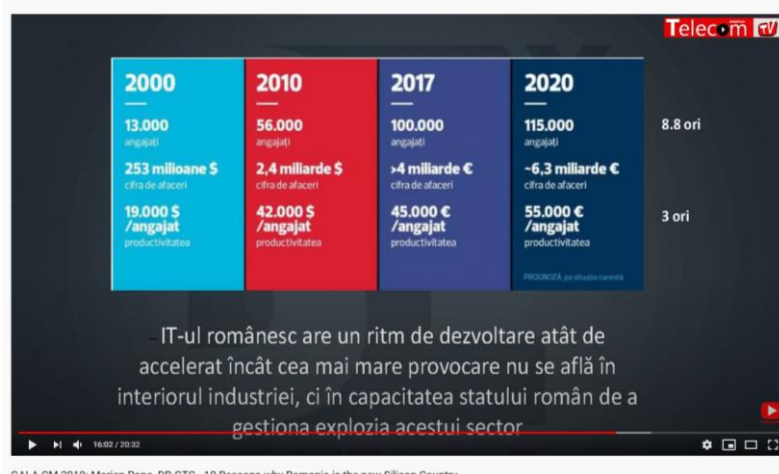 Telecom TV
2000
13.000
angajați
253 milioane $
cifra de afaceri
19.000 $
/angajat
productivitatea
2010
56.000
angajați
2,4 miliarde $
cifra de afaceri
42.000 $
/angajat
productivitatea
2017
100.000
angajați
>4 miliarde €
cifra de afaceri
45.000 €
/angajat
productivitatea
2020
115.000
angajați
~6,3 miliarde €
cifra de afaceri
55.000 €
/angajat
productivitatea
PROGNOZĂ, pe situația curentă
8.8 ori
3 ori
IT-ul românesc are un ritm de dezvoltare atât de
accelerat încât cea mai mare provocare nu se află în
interiorul industriei, ci în capacitatea statului român de a
gestiona explozia acestui sector
16:02 / 20:32